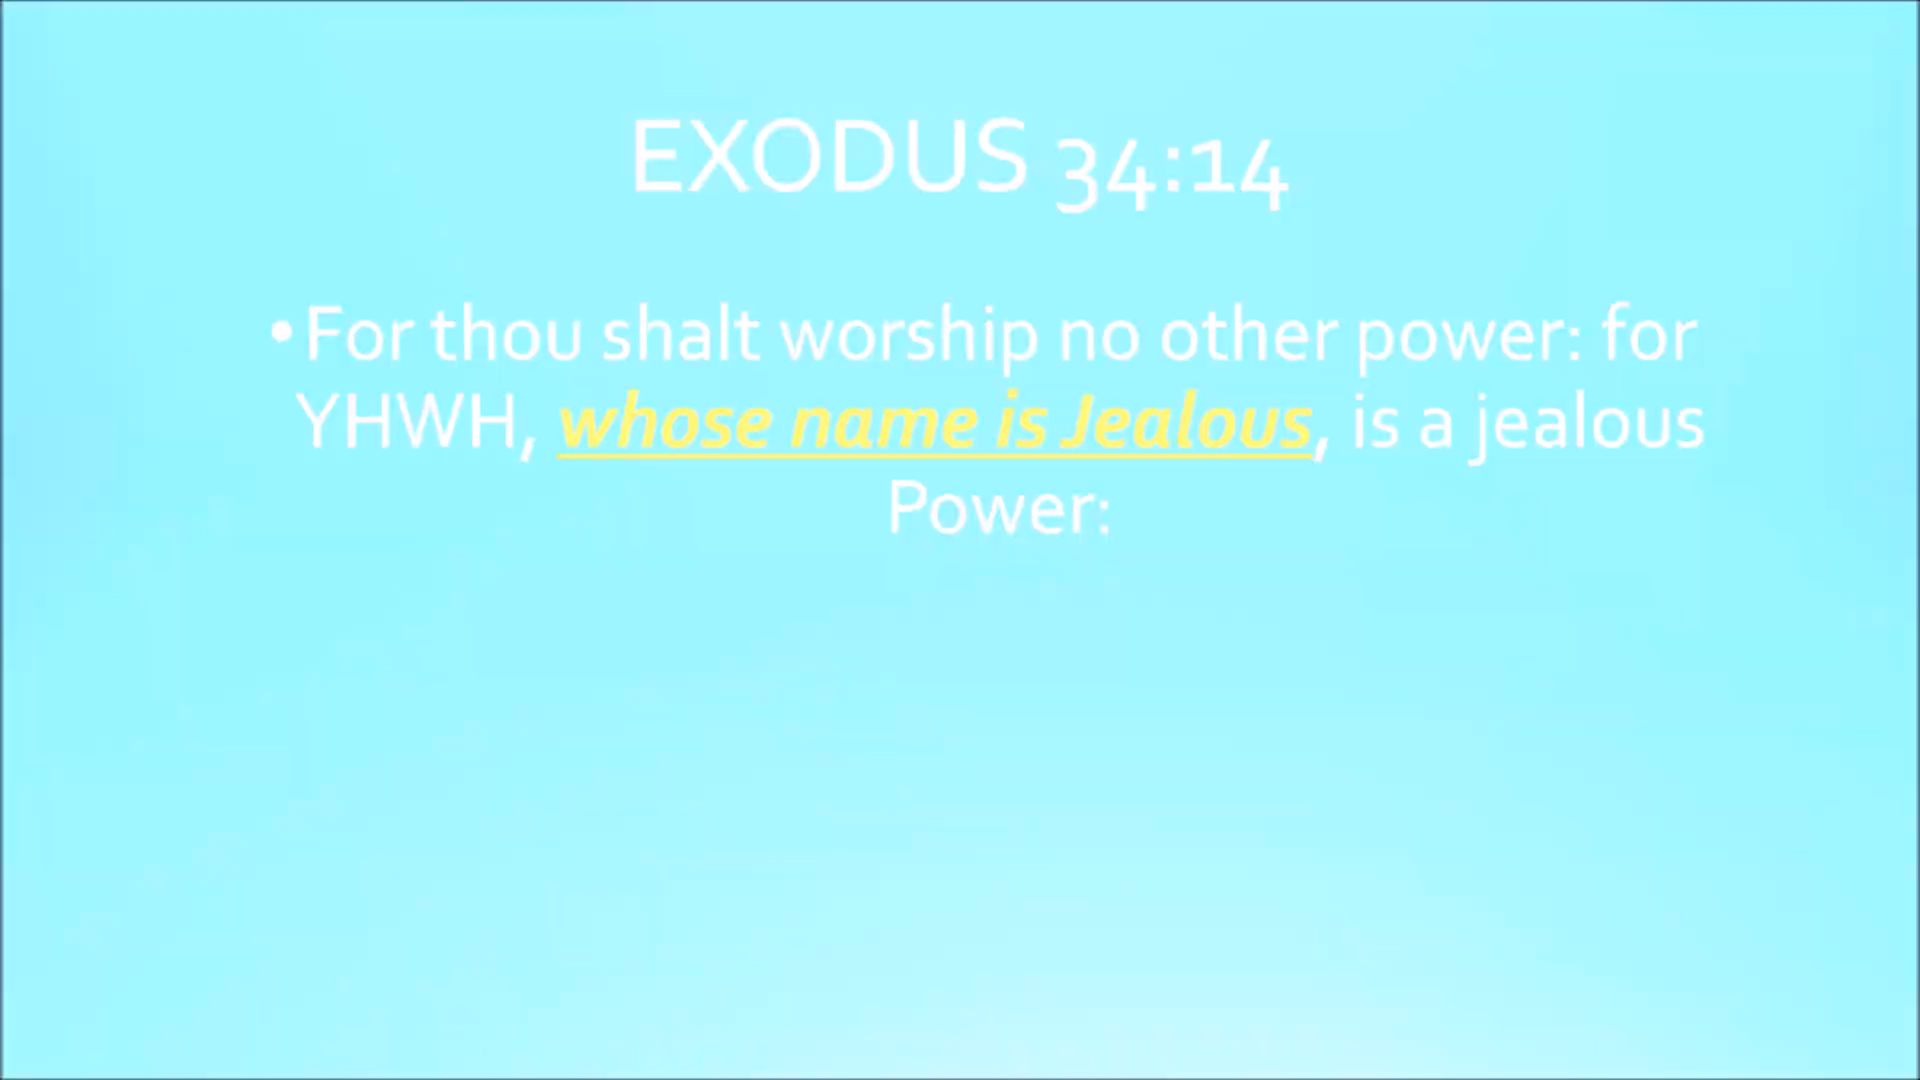 EXODUS 34:14
•For thou shalt worship no other power: for
YHWH, whose name is Jealous, is a jealous
Power: